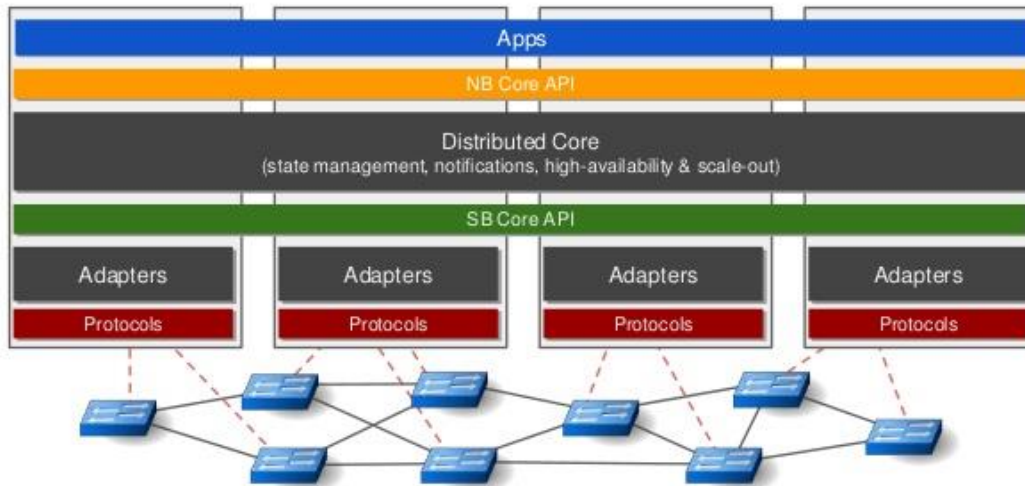 Apps
NB Core API
Distributed Core
(state management, notifications, high-availability & scale-out)
SB Core API
Adapters
Adapters
Adapters
Adapters
Protocols
Protocols
Protocols
Protocols